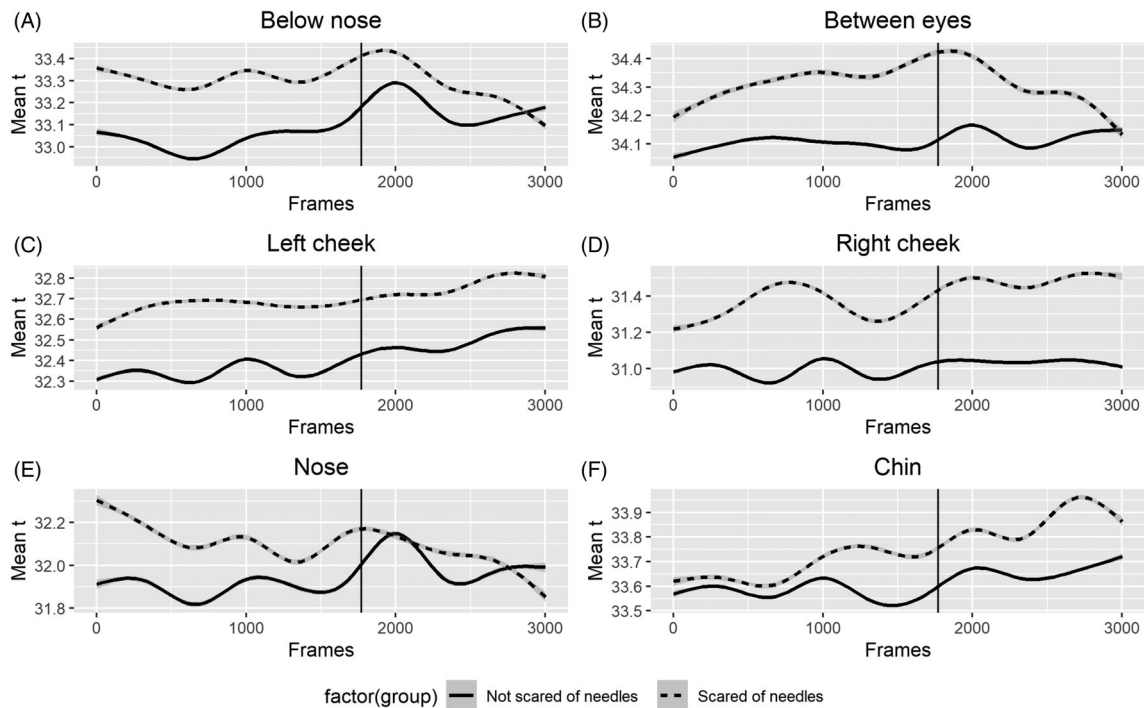 (A) Below nose
Mean t
33.4
33.3
33.2
33.1
33.0
0 1000 2000 3000
Frames
(B) Between eyes
Mean t
34.4
34.3
34.2
34.1
0 1000 2000 3000
Frames
(C) Left cheek
Mean t
32.8
32.7
32.6
32.5
32.4
32.3
0 1000 2000 3000
Frames
(D) Right cheek
Mean t
31.4
31.2
31.0
0 1000 2000 3000
Frames
(E) Nose
Mean t
32.2
32.0
31.8
0 1000 2000 3000
Frames
(F) Chin
Mean t
33.9
33.8
33.7
33.6
33.5
0 1000 2000 3000
Frames
factor(group) Not scared of needles Scared of needles